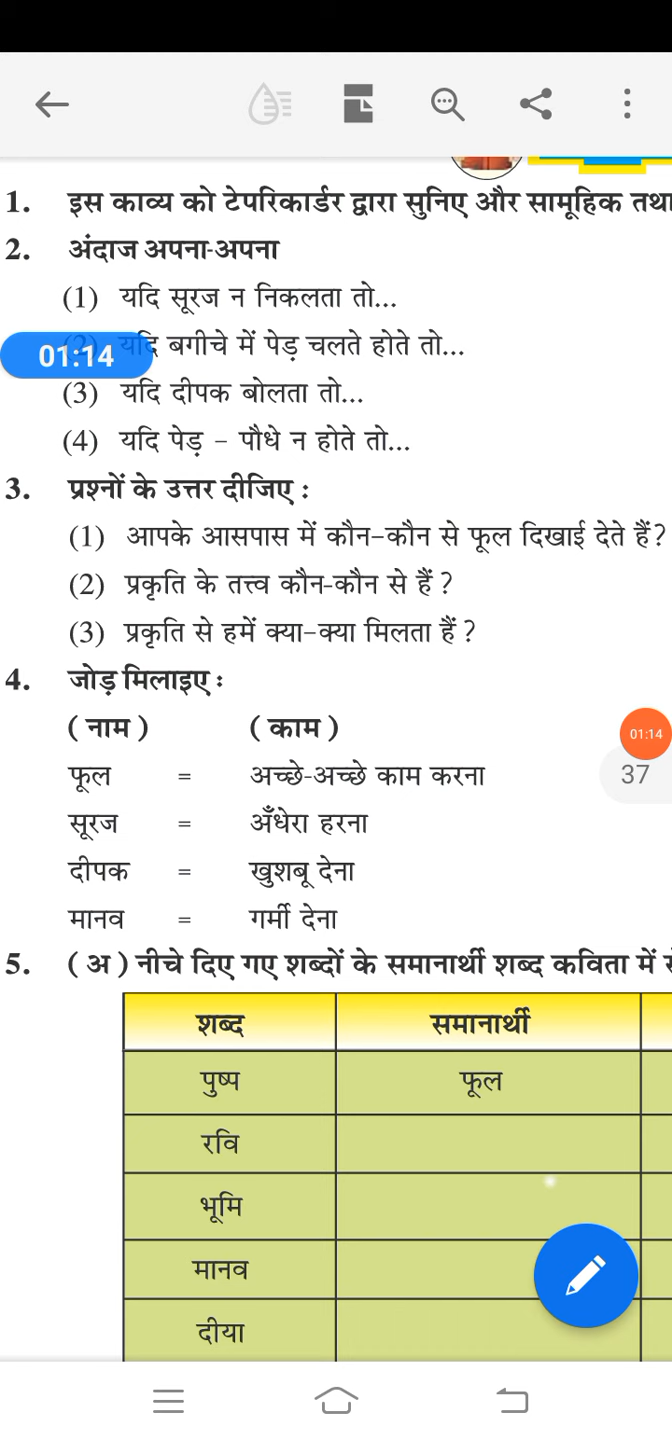 1. इस काव्य को टेपरिकार्डर द्वारा सुनिए और सामूहिक तथा
2. अंदाज अपना-अपना
(1) यदि सूरज न निकलता तो...
(2) यदि बगीचे में पेड़ चलते होते तो...
01:14
(3) यदि दीपक बोलता तो...
(4) यदि पेड़ – पौधे न होते तो...
3. प्रश्नों के उत्तर दीजिए :
(1) आपके आसपास में कौन-कौन से फूल दिखाई देते हैं?
(2) प्रकृति के तत्त्व कौन-कौन से हैं ?
(3) प्रकृति से हमें क्या-क्या मिलता हैं ?
4. जोड़ मिलाइए :
( नाम ) ( काम )
01:14
फूल = अच्छे-अच्छे काम करना
37
सूरज = अँधेरा हरना
दीपक = खुशबू देना
मानव = गर्मी देना
5. ( अ ) नीचे दिए गए शब्दों के समानार्थी शब्द कविता में
शब्द समानार्थी
पुष्प फूल
रवि
भूमि
मानव
दीया